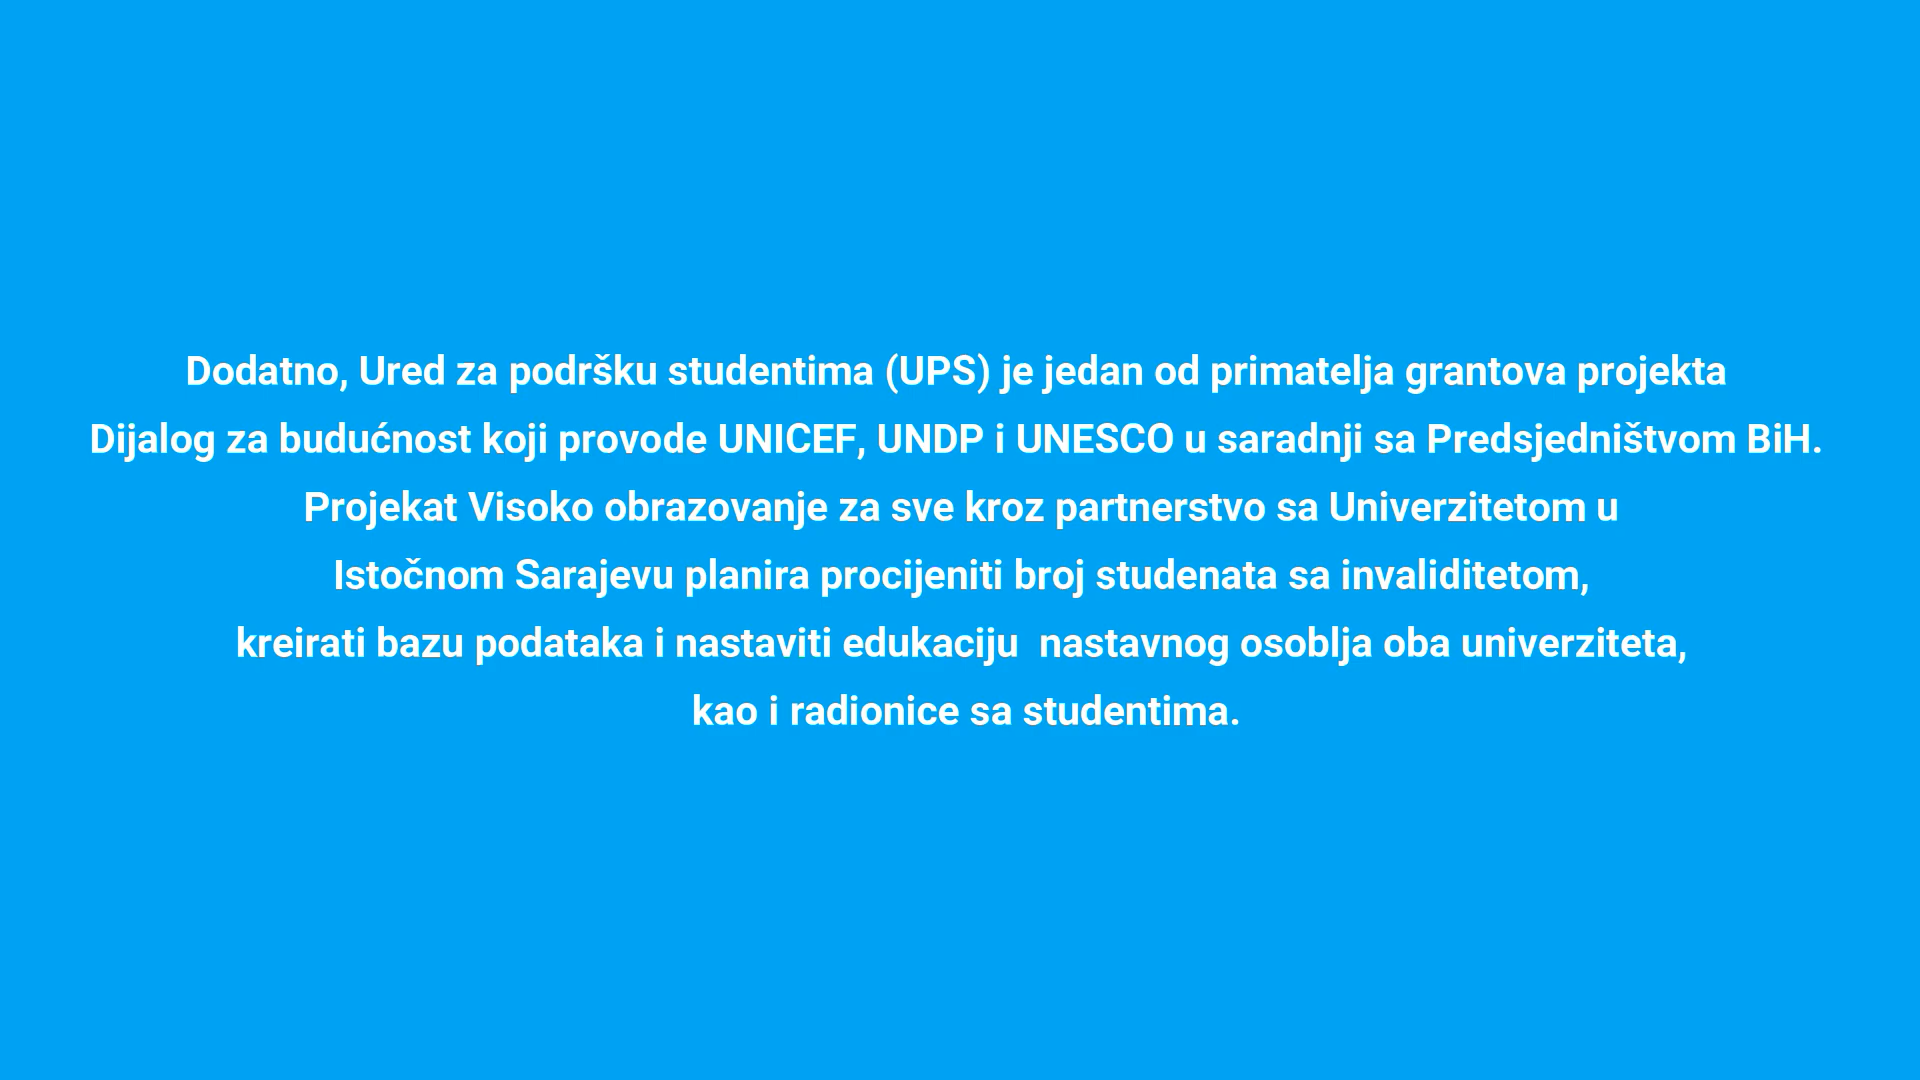 Dodatno, Ured za podršku studentima (UPS) je jedan od primatelja grantova projekta
Dijalog za budućnost koji provode UNICEF, UNDP i UNESCO u saradnji sa Predsjedništvom BiH.
Projekat Visoko obrazovanje za sve kroz partnerstvo sa Univerzitetom u
Istočnom Sarajevu planira procijeniti broj studenata sa invaliditetom,
kreirati bazu podataka i nastaviti edukaciju  nastavnog osoblja oba univerziteta,
kao i radionice sa studentima.